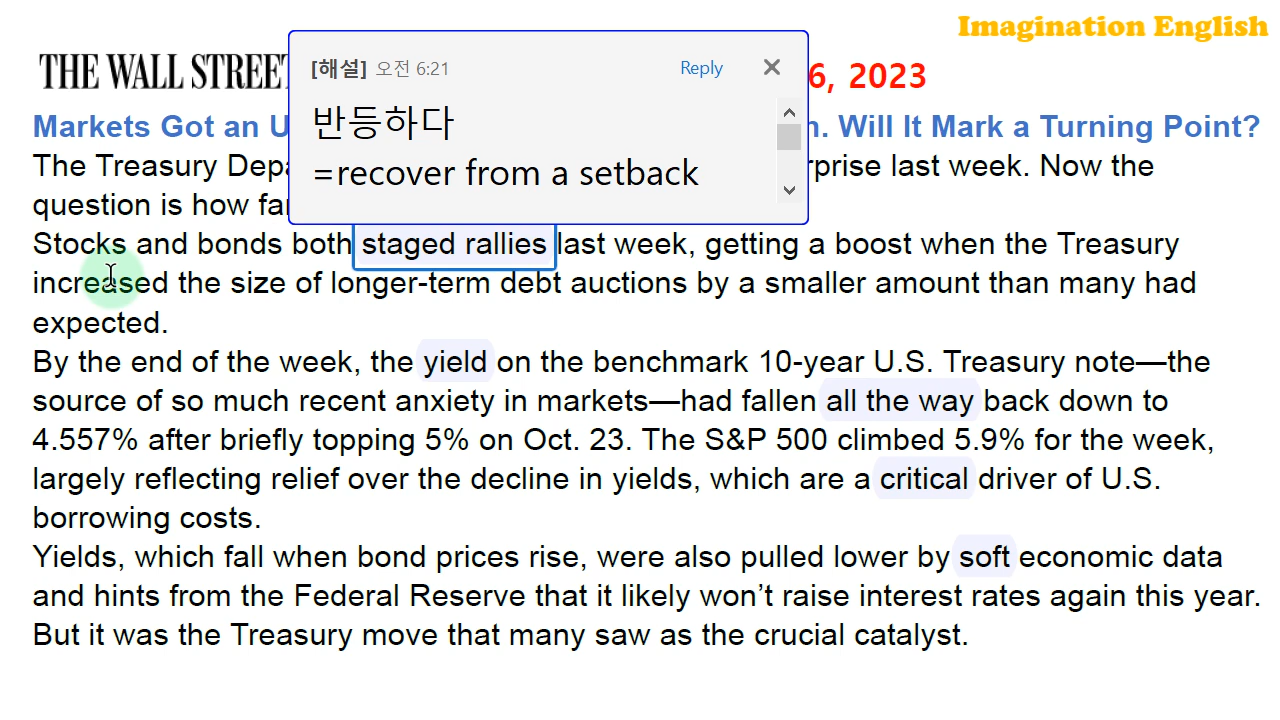 Imagination English
THE WALL STREET
[해설] 오전 6:21 Reply
6, 2023
반등하다
=recover from a setback
Markets Got an . Will It Mark a Turning Point?
The Treasury last week. Now the
question is how
Stocks and bonds both staged rallies last week, getting a boost when the Treasury
increased the size of longer-term debt auctions by a smaller amount than many had
expected.
By the end of the week, the yield on the benchmark 10-year U.S. Treasury note—the
source of so much recent anxiety in markets—had fallen all the way back down to
4.557% after briefly topping 5% on Oct. 23. The S&P 500 climbed 5.9% for the week,
largely reflecting relief over the decline in yields, which are a critical driver of U.S.
borrowing costs.
Yields, which fall when bond prices rise, were also pulled lower by soft economic data
and hints from the Federal Reserve that it likely won’t raise interest rates again this year.
But it was the Treasury move that many saw as the crucial catalyst.